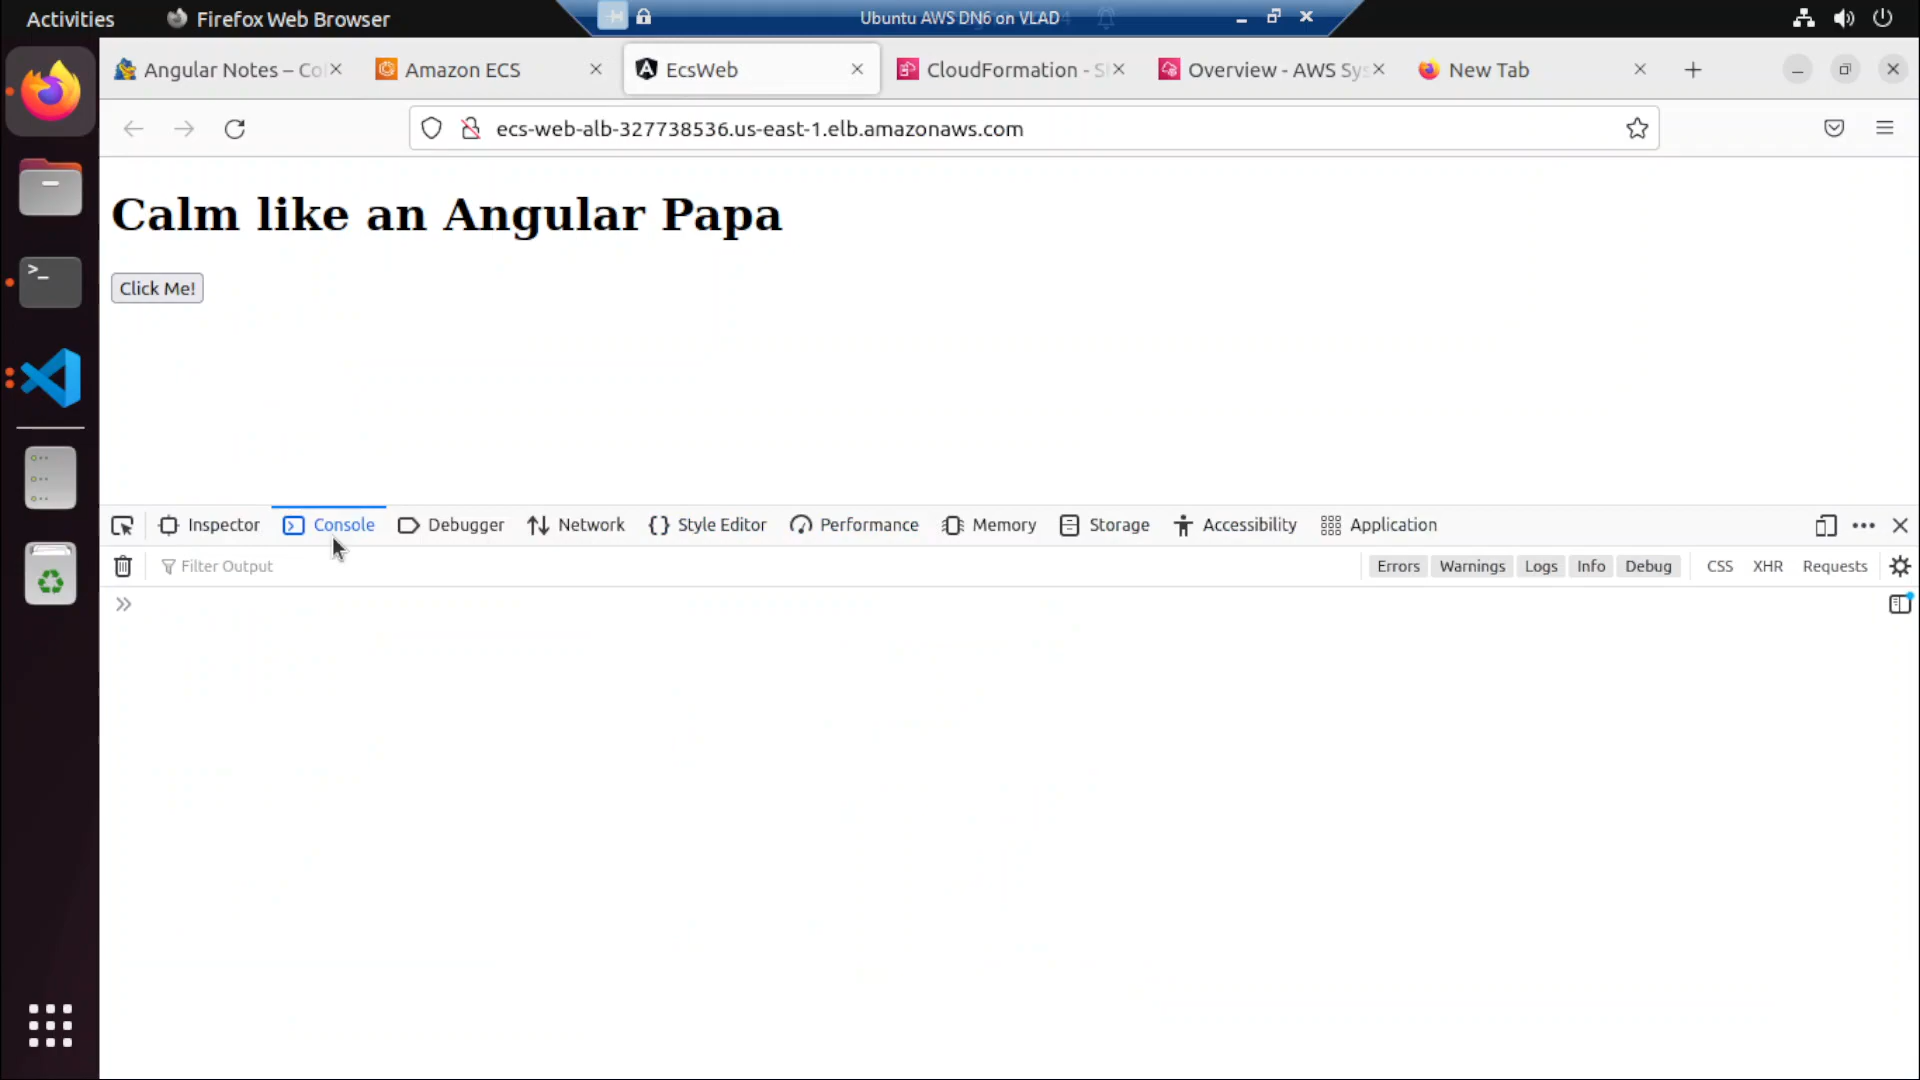 Activities
Firefox Web Browser
Ubuntu AWS DN6 on VLAD
Angular Notes – Co
Amazon ECS
EcsWeb
CloudFormation - S
Overview - AWS Sys
New Tab
ecs-web-alb-327738536.us-east-1.elb.amazonaws.com
Calm like an Angular Papa
Click Me!
Inspector
Console
Debugger
Network
Style Editor
Performance
Memory
Storage
Accessibility
Application
Filter Output
Errors
Warnings
Logs
Info
Debug
CSS
XHR
Requests